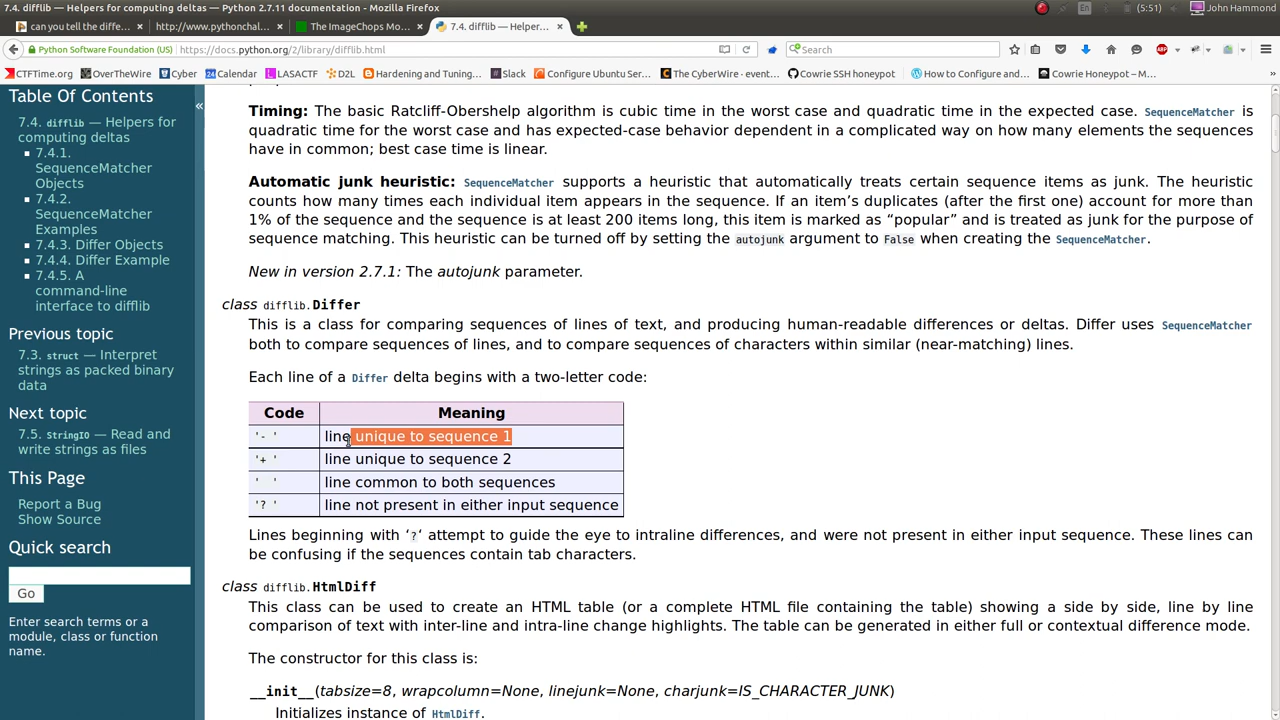 7.4. difflib — Helpers for computing deltas — Python 2.7.11 documentation - Mozilla Firefox
En
(5:51)
John Hammond
can you tell the diffe...
http://www.pythonchal...
The ImageChops Mo...
7.4. difflib — Helper...
Python Software Foundation (US)
https://docs.python.org/2/library/difflib.html
Search
ABP
CTFTime.org
OverTheWire
Cyber
Calendar
LASACTF
D2L
Hardening and Tuning...
Slack
Configure Ubuntu Ser...
The CyberWire - event...
Cowrie SSH honeypot
How to Configure and...
Cowrie Honeypot – M...
»
Table Of Contents
«
7.4. difflib — Helpers for
computing deltas
7.4.1.
SequenceMatcher
Objects
7.4.2.
SequenceMatcher
Examples
7.4.3. Differ Objects
7.4.4. Differ Example
7.4.5. A
command-line
interface to difflib
Previous topic
7.3. struct — Interpret
strings as packed binary
data
Next topic
7.5. StringIO — Read and
write strings as files
This Page
Report a Bug
Show Source
Quick search
Go
Enter search terms or a
module, class or function
name.
Timing: The basic Ratcliff-Obershelp algorithm is cubic time in the worst case and quadratic time in the expected case. SequenceMatcher is
quadratic time for the worst case and has expected-case behavior dependent in a complicated way on how many elements the sequences
have in common; best case time is linear.
Automatic junk heuristic: SequenceMatcher supports a heuristic that automatically treats certain sequence items as junk. The heuristic
counts how many times each individual item appears in the sequence. If an item’s duplicates (after the first one) account for more than
1% of the sequence and the sequence is at least 200 items long, this item is marked as “popular” and is treated as junk for the purpose of
sequence matching. This heuristic can be turned off by setting the autojunk argument to False when creating the SequenceMatcher.
New in version 2.7.1: The autojunk parameter.
class difflib.Differ
This is a class for comparing sequences of lines of text, and producing human-readable differences or deltas. Differ uses SequenceMatcher
both to compare sequences of lines, and to compare sequences of characters within similar (near-matching) lines.
Each line of a Differ delta begins with a two-letter code:
Code Meaning
'- ' line unique to sequence 1
'+ ' line unique to sequence 2
'  ' line common to both sequences
'? ' line not present in either input sequence
Lines beginning with ‘?‘ attempt to guide the eye to intraline differences, and were not present in either input sequence. These lines can
be confusing if the sequences contain tab characters.
class difflib.HtmlDiff
This class can be used to create an HTML table (or a complete HTML file containing the table) showing a side by side, line by line
comparison of text with inter-line and intra-line change highlights. The table can be generated in either full or contextual difference mode.
The constructor for this class is:
__init__(tabsize=8, wrapcolumn=None, linejunk=None, charjunk=IS_CHARACTER_JUNK)
Initializes instance of HtmlDiff.